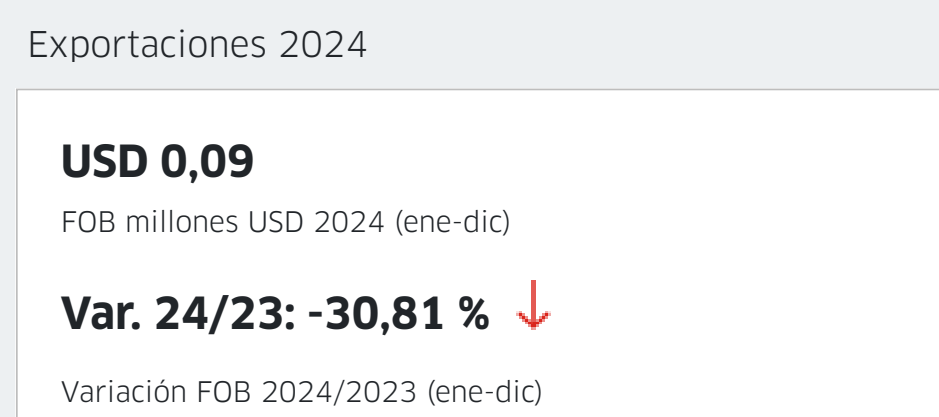 Exportaciones 2024
USD 0,09
FOB millones USD 2024 (ene-dic)
Var. 24/23: -30,81 %
Variación FOB 2024/2023 (ene-dic)